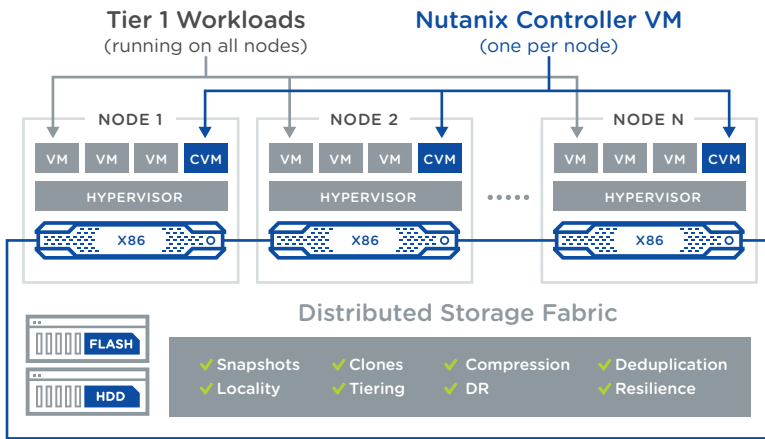 Tier 1 Workloads
(running on all nodes)
Nutanix Controller VM
(one per node)
NODE 1
VM VM VM CVM
HYPERVISOR
X86
NODE 2
VM VM VM CVM
HYPERVISOR
X86
NODE N
VM VM VM CVM
HYPERVISOR
X86
FLASH
HDD
Distributed Storage Fabric
Snapshots Clones Compression Deduplication
Locality Tiering DR Resilience